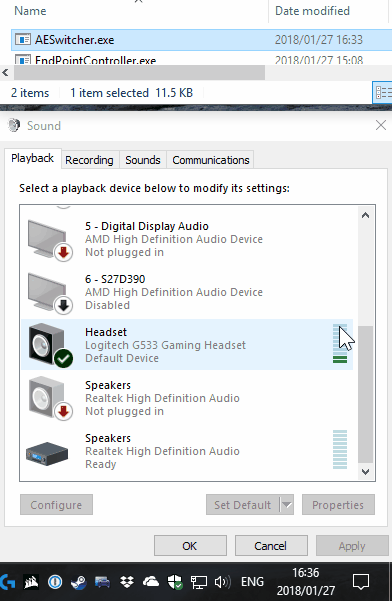 Name Date modified
AESwitcher.exe 2018/01/27 16:33
EndPointController.exe 2018/01/27 15:08
2 items 1 item selected 11.5 KB
Sound
Playback Recording Sounds Communications
Select a playback device below to modify its settings:
5 - Digital Display Audio
AMD High Definition Audio Device
Not plugged in
6 - S27D390
AMD High Definition Audio Device
Disabled
Headset
Logitech G533 Gaming Headset
Default Device
Speakers
Realtek High Definition Audio
Not plugged in
Speakers
Realtek High Definition Audio
Ready
Configure Set Default Properties
OK Cancel Apply
ENG 16:36
2018/01/27